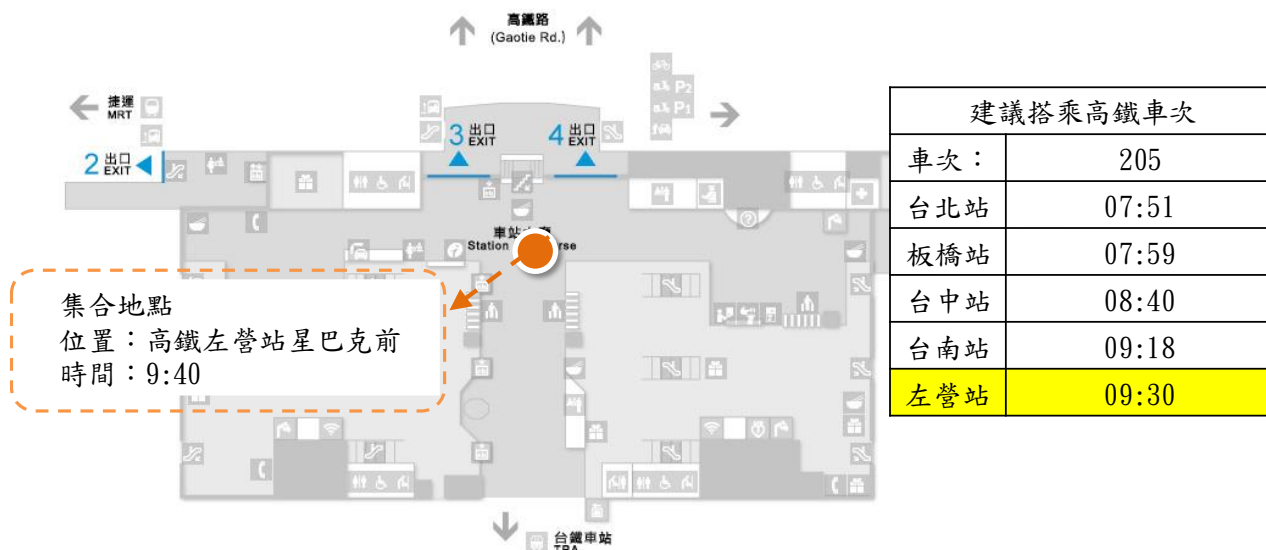 高鐵路
(Gaotie Rd.)
捷運
MRT
P2
P1
3 出口 EXIT
4 出口 EXIT
2 出口 EXIT
車站
Station
集合地點
位置：高鐵左營站星巴克前
時間：9:40
台鐵車站
TRA
建議搭乘高鐵車次
車次： 205
台北站 07:51
板橋站 07:59
台中站 08:40
台南站 09:18
左營站 09:30